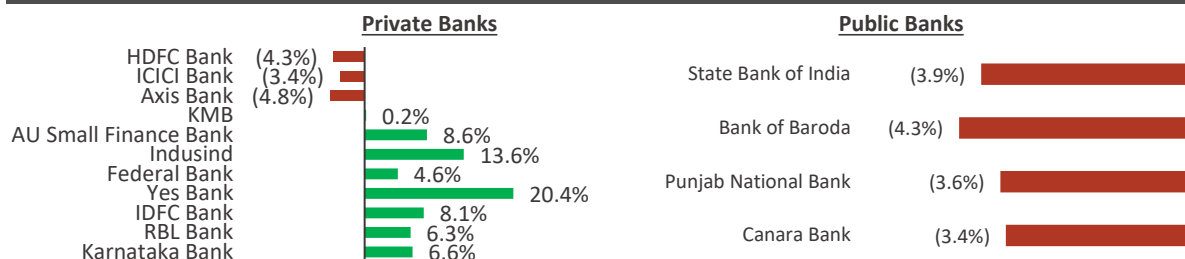 Private Banks
HDFC Bank (4.3%)
ICICI Bank (3.4%)
Axis Bank (4.8%)
KMB 0.2%
AU Small Finance Bank 8.6%
Indusind 13.6%
Federal Bank 4.6%
Yes Bank 20.4%
IDFC Bank 8.1%
RBL Bank 6.3%
Karnataka Bank 6.6%
Public Banks
State Bank of India (3.9%)
Bank of Baroda (4.3%)
Punjab National Bank (3.6%)
Canara Bank (3.4%)